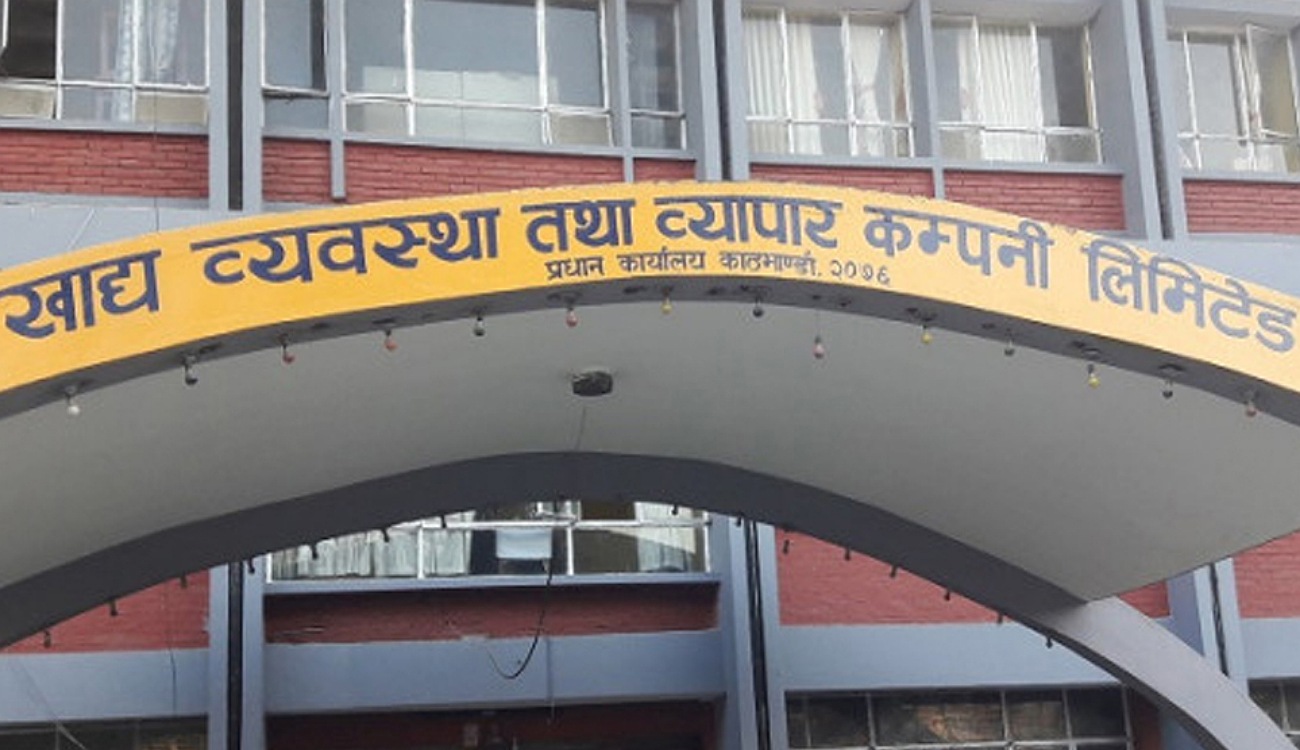 खाद्य व्यवस्था तथा व्यापार कम्पनी लिमिटेड
प्रधान कार्यालय काठमाण्डौ. २०७६